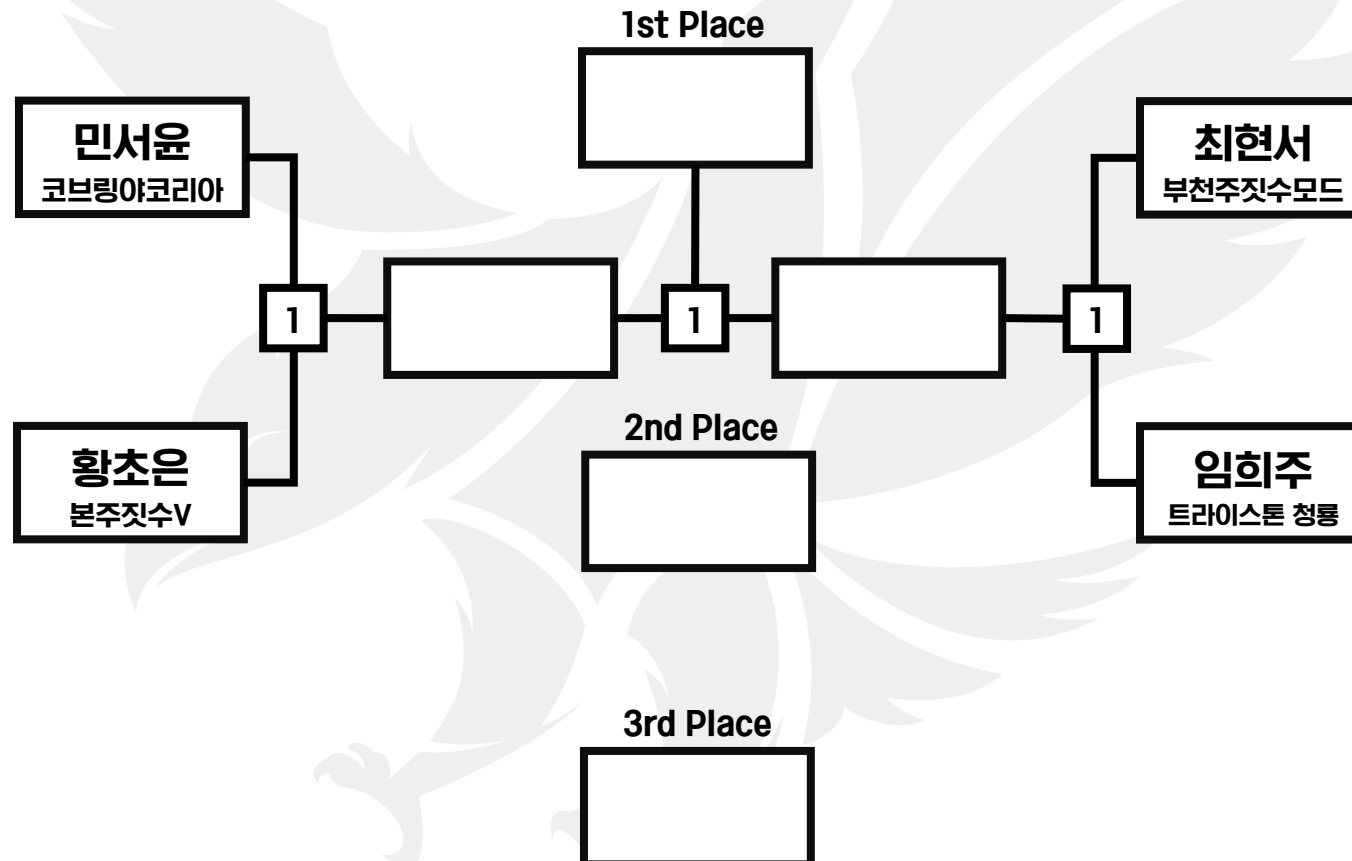 1st Place
민서윤
코브링야코리아
최현서
부천주짓수모드
1
1
1
황초은
본주짓수V
2nd Place
임희주
트라이스톤 청룡
3rd Place